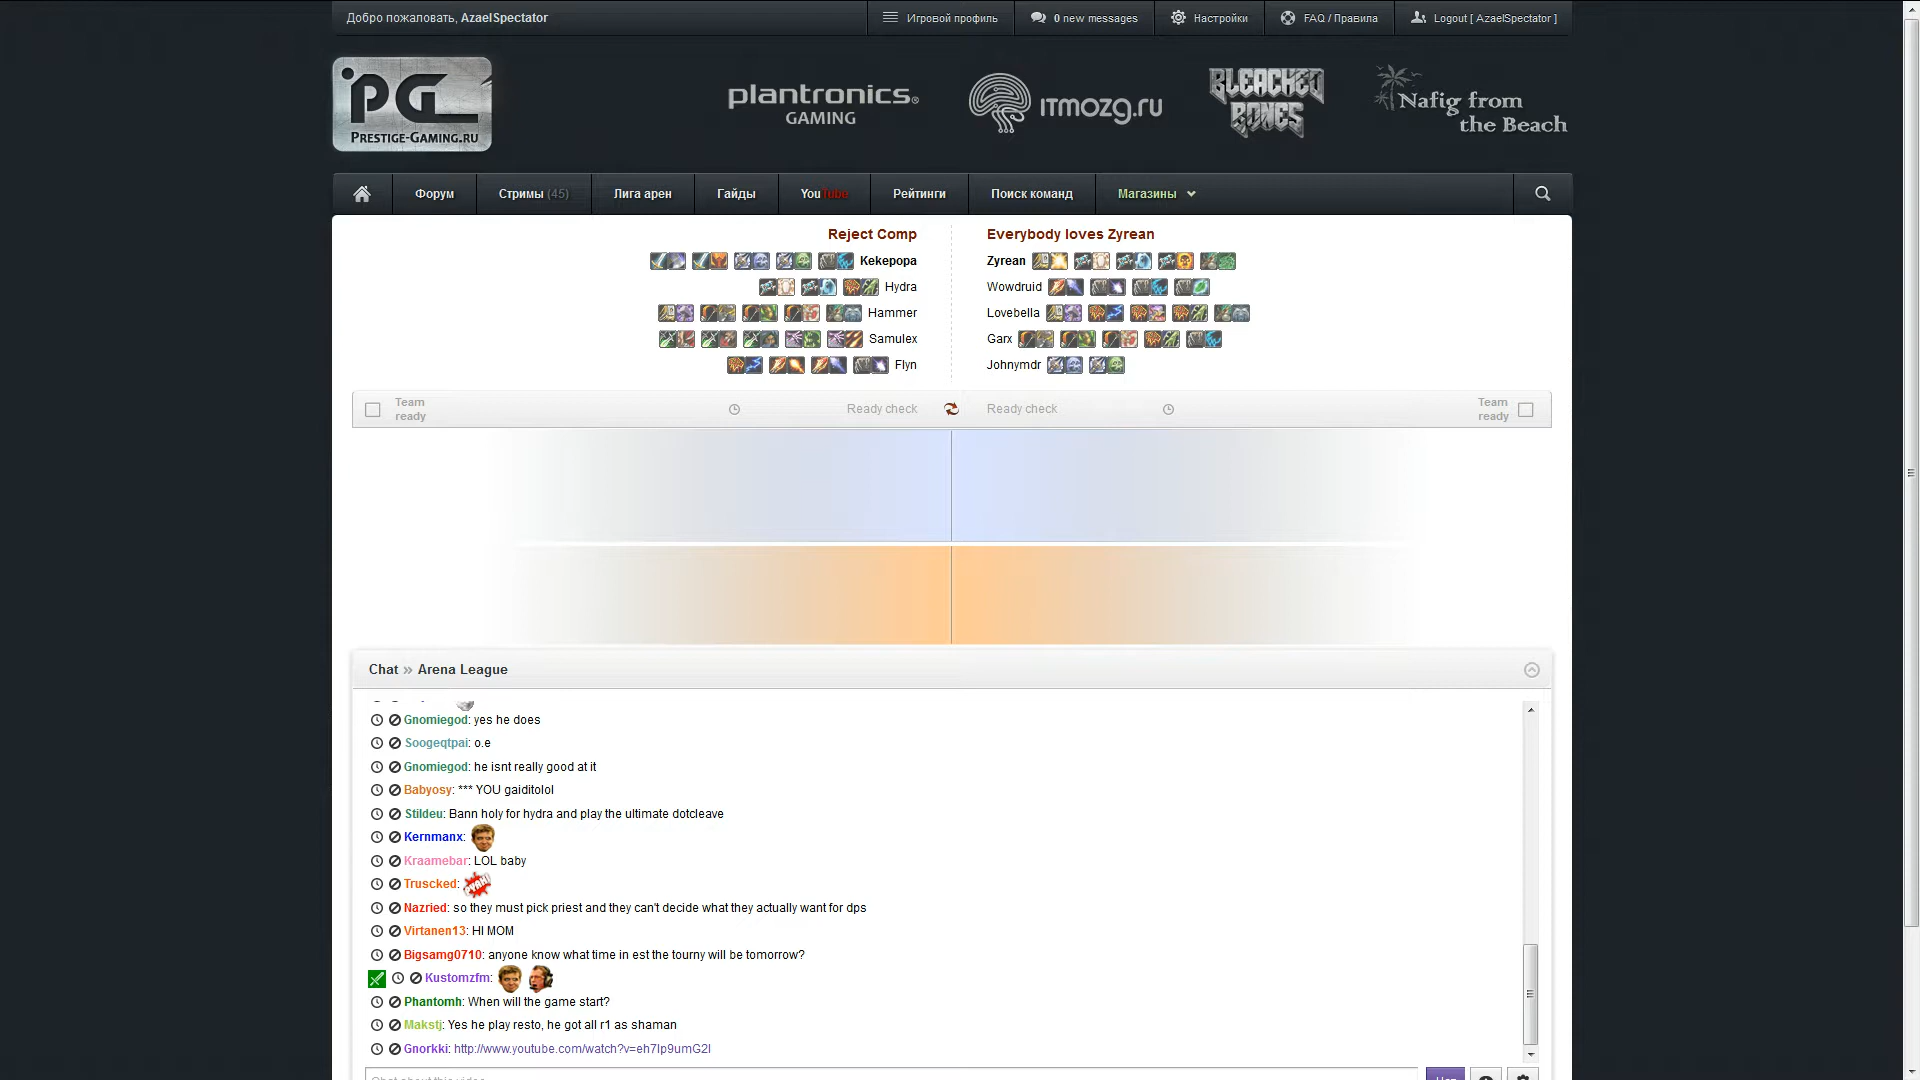 Добро пожаловать, AzaelSpectator
Игровой профиль
0 new messages
Настройки
FAQ / Правила
Logout [ AzaelSpectator ]
PG
PRESTIGE-GAMING.RU
plantronics®
GAMING
ITMOZG.RU
BLEACHED
BONES
Nafig from
the Beach
Форум
Стримы (45)
Лига арен
Гайды
YouTube
Рейтинги
Поиск команд
Магазины
Reject Comp
Kekepopa
Hydra
Hammer
Samulex
Flyn
Everybody loves Zyrean
Zyrean
Wowdruid
Lovebella
Garx
Johnymdr
Team
ready
Ready check
Ready check
Team
ready
Chat » Arena League
Gnomiegod: yes he does
Soogeqtpai: o.e
Gnomiegod: he isnt really good at it
Babyosy: *** YOU gaiditolol
Stildeu: Bann holy for hydra and play the ultimate dotcleave
Kernmanx:
Kraamebar: LOL baby
Truscked:
Nazried: so they must pick priest and they can't decide what they actually want for dps
Virtanen13: HI MOM
Bigsamg0710: anyone know what time in est the tourny will be tomorrow?
Kustomzfm:
Phantomh: When will the game start?
Makstj: Yes he play resto, he got all r1 as shaman
Gnorkki: http://www.youtube.com/watch?v=eh7lp9umG2I
Chat about this video